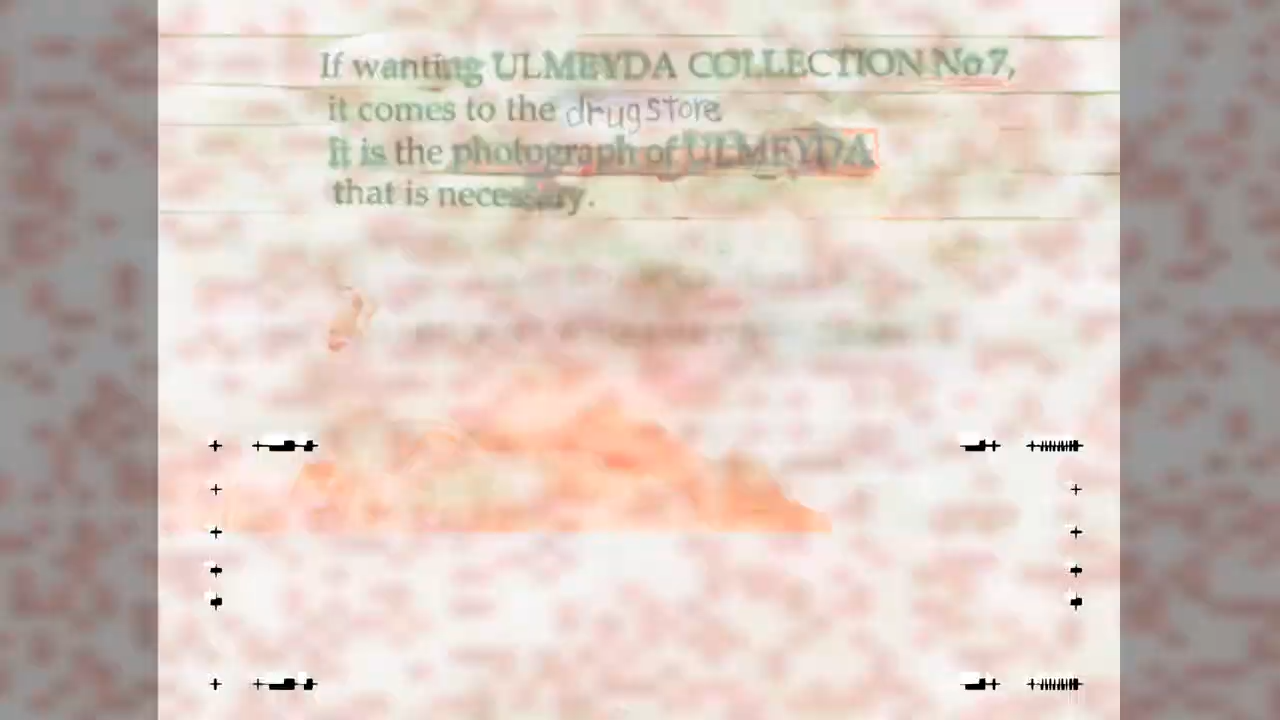 If wanting ULMEYDA COLLECTION No7,
it comes to the drugstore
It is the photograph of ULMEYDA
that is necessary.